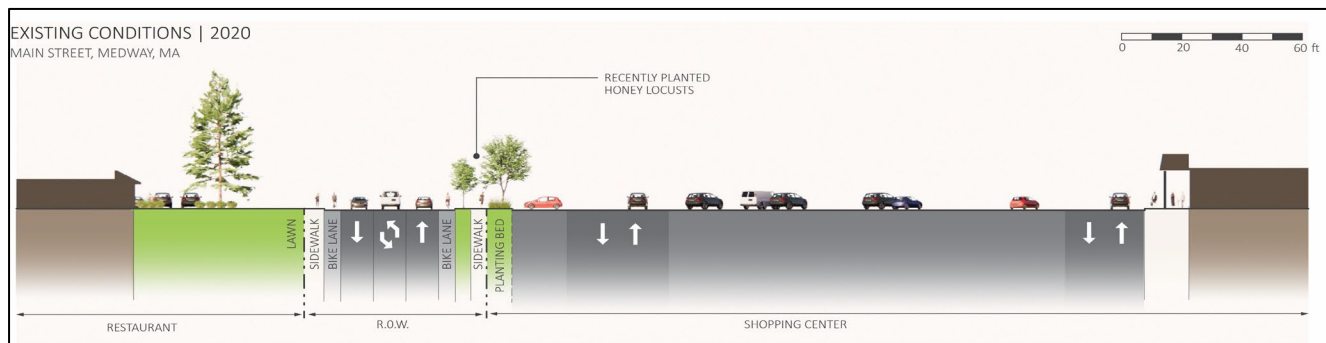 EXISTING CONDITIONS | 2020
MAIN STREET, MEDWAY, MA
0 20 40 60 ft
RECENTLY PLANTED
HONEY LOCUSTS
LAWN
SIDEWALK
BIKE LANE
BIKE LANE
SIDEWALK
PLANTING BED
RESTAURANT
R.O.W.
SHOPPING CENTER